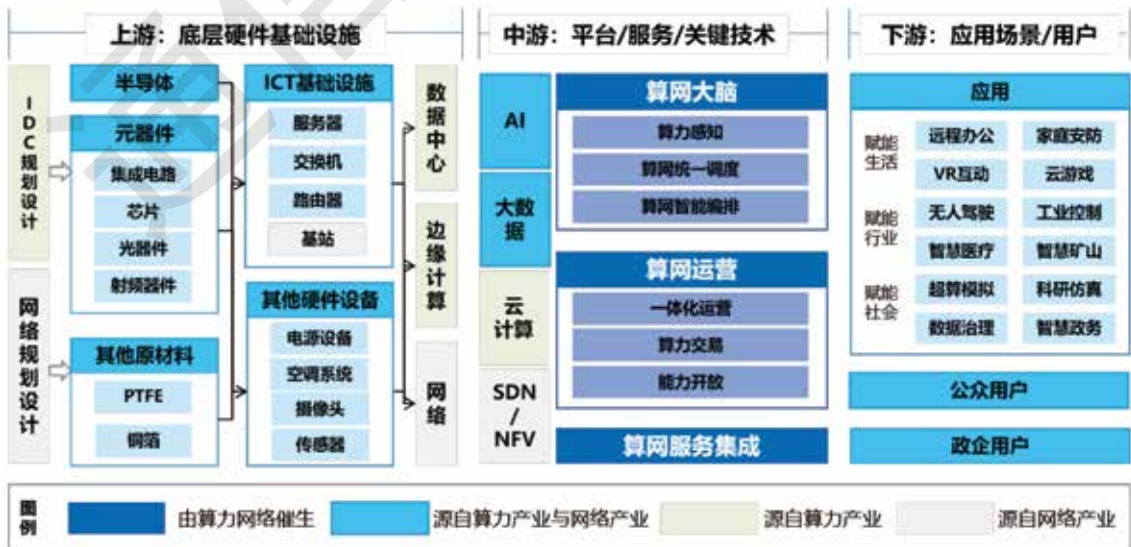 上游：底层硬件基础设施
中游：平台/服务/关键技术
下游：应用场景/用户
IDC规划设计
网络规划设计
半导体
元器件
集成电路
芯片
光器件
射频器件
其他原材料
PTFE
铜箔
ICT基础设施
服务器
交换机
路由器
基站
其他硬件设备
电源设备
空调系统
摄像头
传感器
数据中心
边缘计算
网络
AI
大数据
云计算
SDN
/
NFV
算网大脑
算力感知
算网统一调度
算网智能编排
算网运营
一体化运营
算力交易
能力开放
算网服务集成
应用
赋能生活
远程办公 家庭安防
VR互动 云游戏
赋能行业
无人驾驶 工业控制
智慧医疗 智慧矿山
赋能社会
超算模拟 科研仿真
数据治理 智慧政务
公众用户
政企用户
图例
由算力网络催生
源自算力产业与网络产业
源自算力产业
源自网络产业